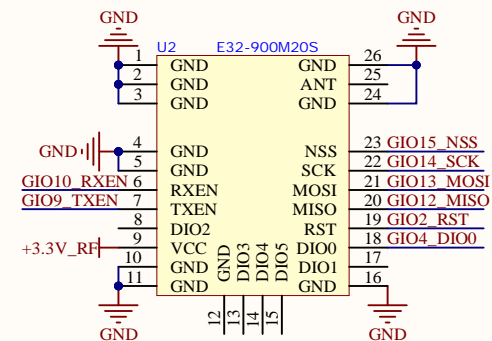 GND
GND
U2 E32-900M20S
1 GND GND 26
2 GND ANT 25
3 GND GND 24
GND 4 GND NSS 23 GIO15_NSS
5 GND SCK 22 GIO14_SCK
GIO10_RXEN 6 RXEN MOSI 21 GIO13_MOSI
GIO9_TXEN 7 TXEN MISO 20 GIO12_MISO
8 DIO2 RST 19 GIO2_RST
+3.3V_RF 9 VCC DIO0 18 GIO4_DIO0
10 GND DIO1 17
11 GND GND 16
GND
DIO3
DIO4
DIO5
12
13
14
15
GND
GND